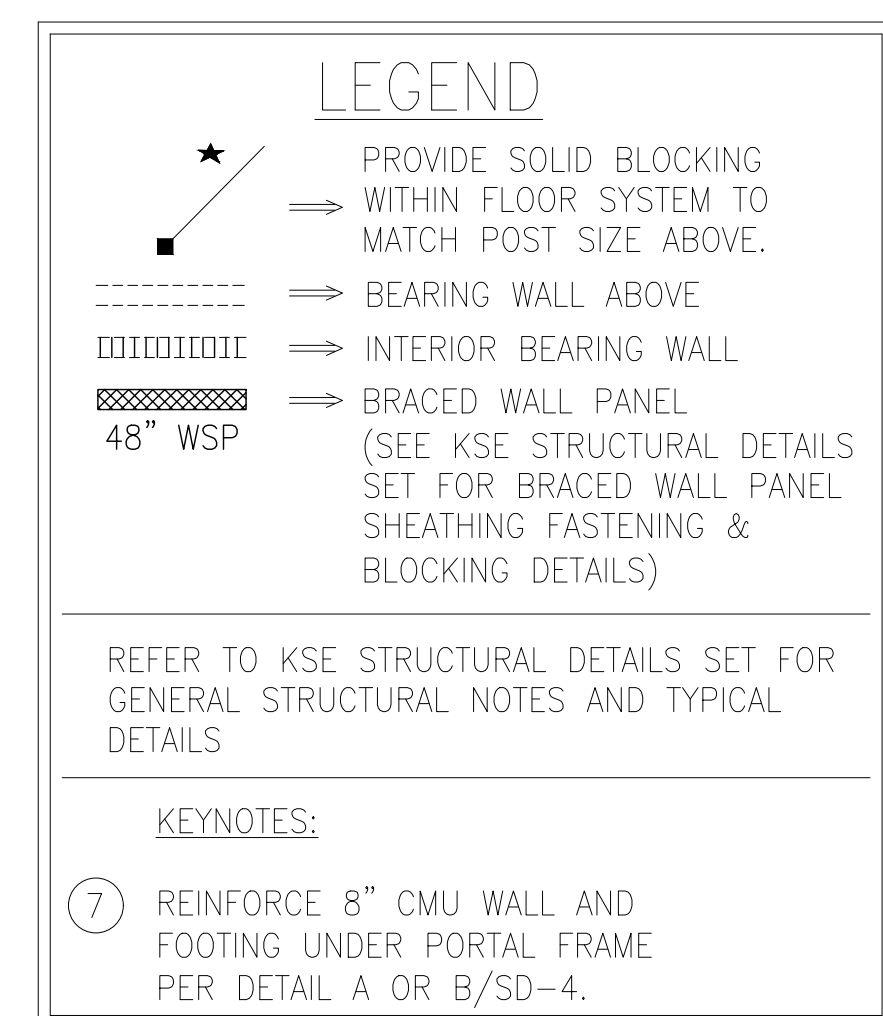 LEGEND
PROVIDE SOLID BLOCKING
WITHIN FLOOR SYSTEM TO
MATCH POST SIZE ABOVE.
BEARING WALL ABOVE
INTERIOR BEARING WALL
BRACED WALL PANEL
48" WSP
(SEE KSE STRUCTURAL DETAILS
SET FOR BRACED WALL PANEL
SHEATHING FASTENING &
BLOCKING DETAILS)
REFER TO KSE STRUCTURAL DETAILS SET FOR
GENERAL STRUCTURAL NOTES AND TYPICAL
DETAILS
KEYNOTES:
7 REINFORCE 8" CMU WALL AND
FOOTING UNDER PORTAL FRAME
PER DETAIL A OR B/SD-4.